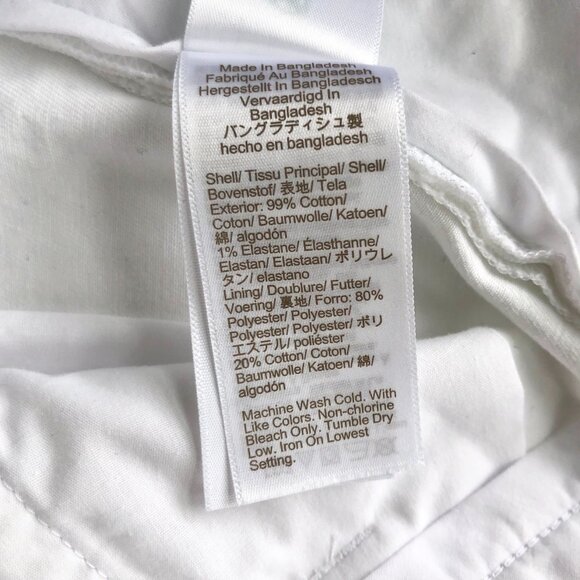 Made In Bangladesh
Fabriqué Au Bangladesh
Hergestellt In Bangladesch
Vervaardigd In
Bangladesh
バングラディシュ製
hecho en bangladesh
Shell/ Tissu Principal/ Shell/
Bovenstof/ 表地/ Tela
Exterior: 99% Cotton/
Coton/ Baumwolle/ Katoen/
綿/ algodón
1% Elastane/ Élasthanne/
Elastan/ Elastaan/ ポリウレ
タン/ elastano
Lining/ Doublure/ Futter/
Voering/ 裏地/ Forro: 80%
Polyester/ Polyester/
Polyester/ Polyester/ ポリ
エステル/ poliéster
20% Cotton/ Coton/
Baumwolle/ Katoen/ 綿/
algodón
Machine Wash Cold. With
Like Colors. Non-chlorine
Bleach Only. Tumble Dry
Low. Iron On Lowest
Setting.